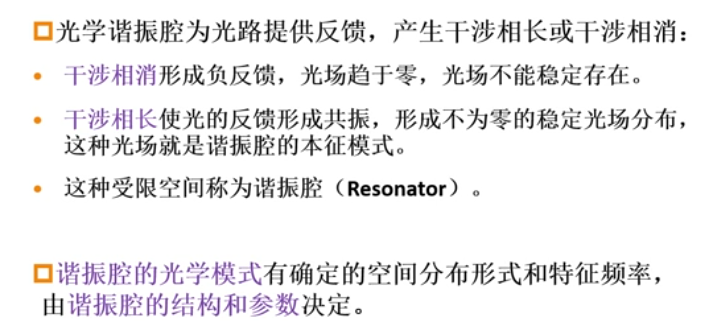 光学谐振腔为光路提供反馈，产生干涉相长或干涉相消：
• 干涉相消形成负反馈，光场趋于零，光场不能稳定存在。
• 干涉相长使光的反馈形成共振，形成不为零的稳定光场分布，
这种光场就是谐振腔的本征模式。
• 这种受限空间称为谐振腔（Resonator）。
谐振腔的光学模式有确定的空间分布形式和特征频率，
由谐振腔的结构和参数决定。